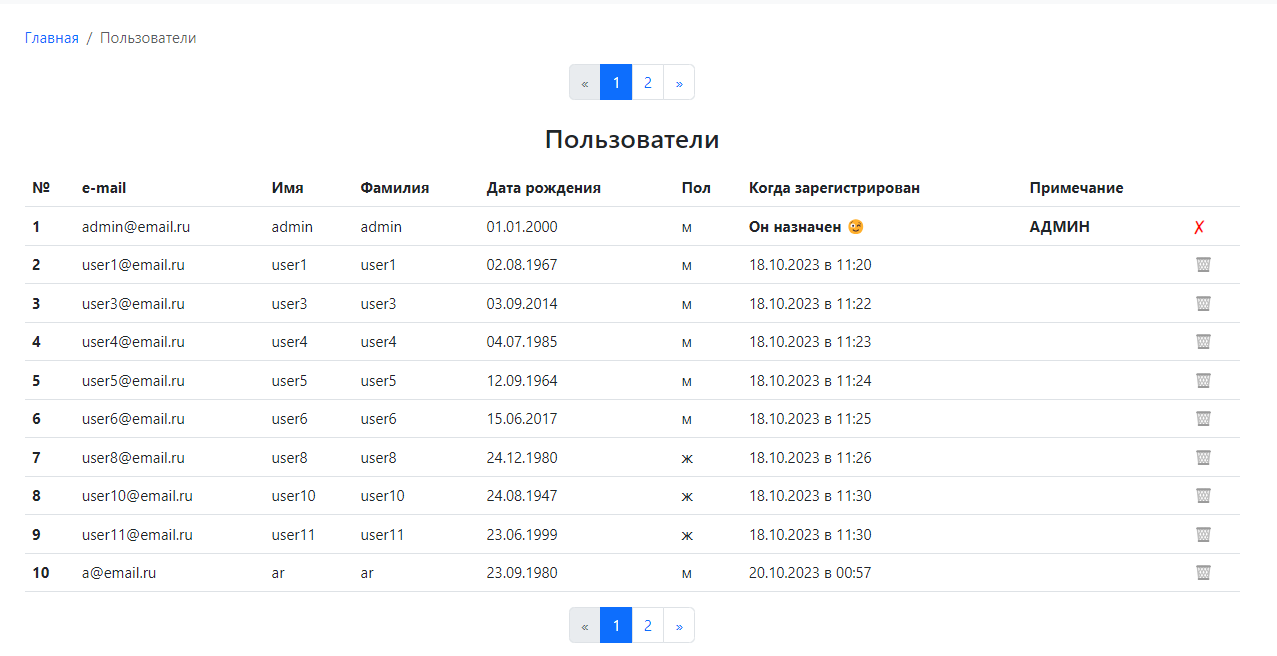 Главная / Пользователи
« 1 2 »
Пользователи
№ e-mail Имя Фамилия Дата рождения Пол Когда зарегистрирован Примечание
1 admin@email.ru admin admin 01.01.2000 м Он назначен 😉 АДМИН ✗
2 user1@email.ru user1 user1 02.08.1967 м 18.10.2023 в 11:20
3 user3@email.ru user3 user3 03.09.2014 м 18.10.2023 в 11:22
4 user4@email.ru user4 user4 04.07.1985 м 18.10.2023 в 11:23
5 user5@email.ru user5 user5 12.09.1964 м 18.10.2023 в 11:24
6 user6@email.ru user6 user6 15.06.2017 м 18.10.2023 в 11:25
7 user8@email.ru user8 user8 24.12.1980 ж 18.10.2023 в 11:26
8 user10@email.ru user10 user10 24.08.1947 ж 18.10.2023 в 11:30
9 user11@email.ru user11 user11 23.06.1999 ж 18.10.2023 в 11:30
10 a@email.ru ar ar 23.09.1980 м 20.10.2023 в 00:57
« 1 2 »